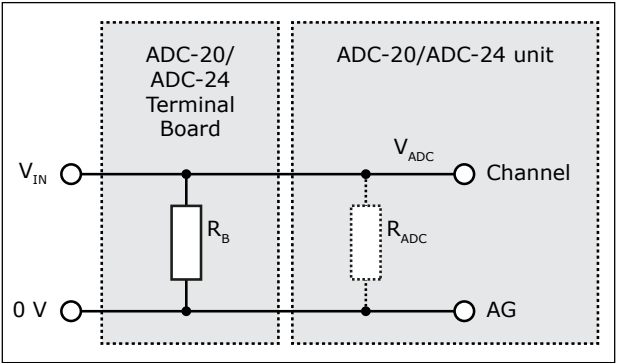 ADC-20/
ADC-24
Terminal
Board
ADC-20/ADC-24 unit
V_IN
V_ADC
Channel
R_B
R_ADC
0 V
AG